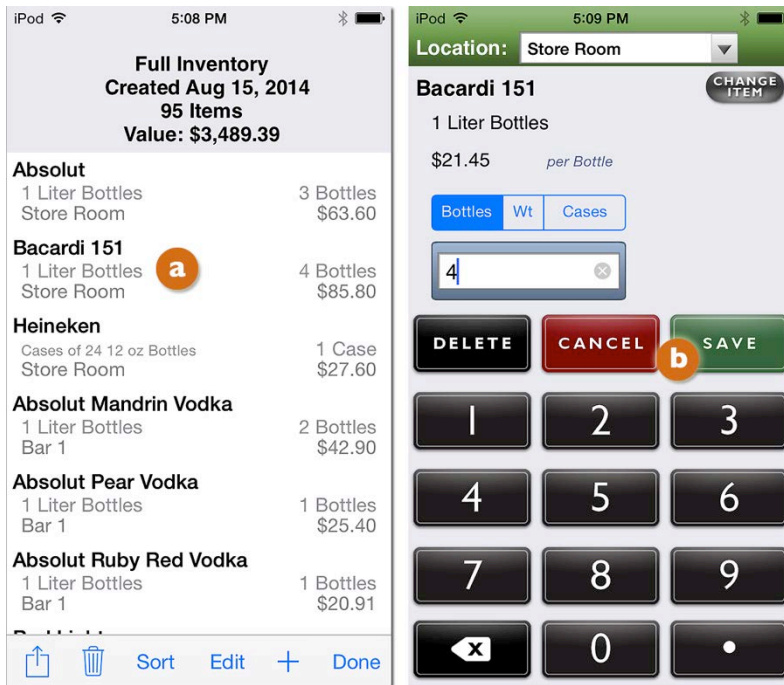 iPod
5:08 PM
Full Inventory
Created Aug 15, 2014
95 Items
Value: $3,489.39
Absolut
1 Liter Bottles 3 Bottles
Store Room $63.60
Bacardi 151
1 Liter Bottles a 4 Bottles
Store Room $85.80
Heineken
Cases of 24 12 oz Bottles 1 Case
Store Room $27.60
Absolut Mandrin Vodka
1 Liter Bottles 2 Bottles
Bar 1 $42.90
Absolut Pear Vodka
1 Liter Bottles 1 Bottles
Bar 1 $25.40
Absolut Ruby Red Vodka
1 Liter Bottles 1 Bottles
Bar 1 $20.91
Sort Edit + Done
iPod
5:09 PM
Location: Store Room
Bacardi 151
CHANGE
ITEM
1 Liter Bottles
$21.45 per Bottle
Bottles Wt Cases
4
DELETE CANCEL b SAVE
1 2 3
4 5 6
7 8 9
x 0 .